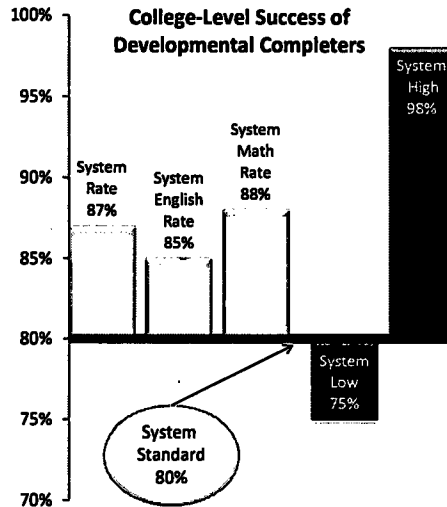 College-Level Success of
Developmental Completers
100%
95%
90%
85%
80%
75%
70%
System
Rate
87%
System
English
Rate
85%
System
Math
Rate
88%
System
Low
75%
System
High
98%
System
Standard
80%